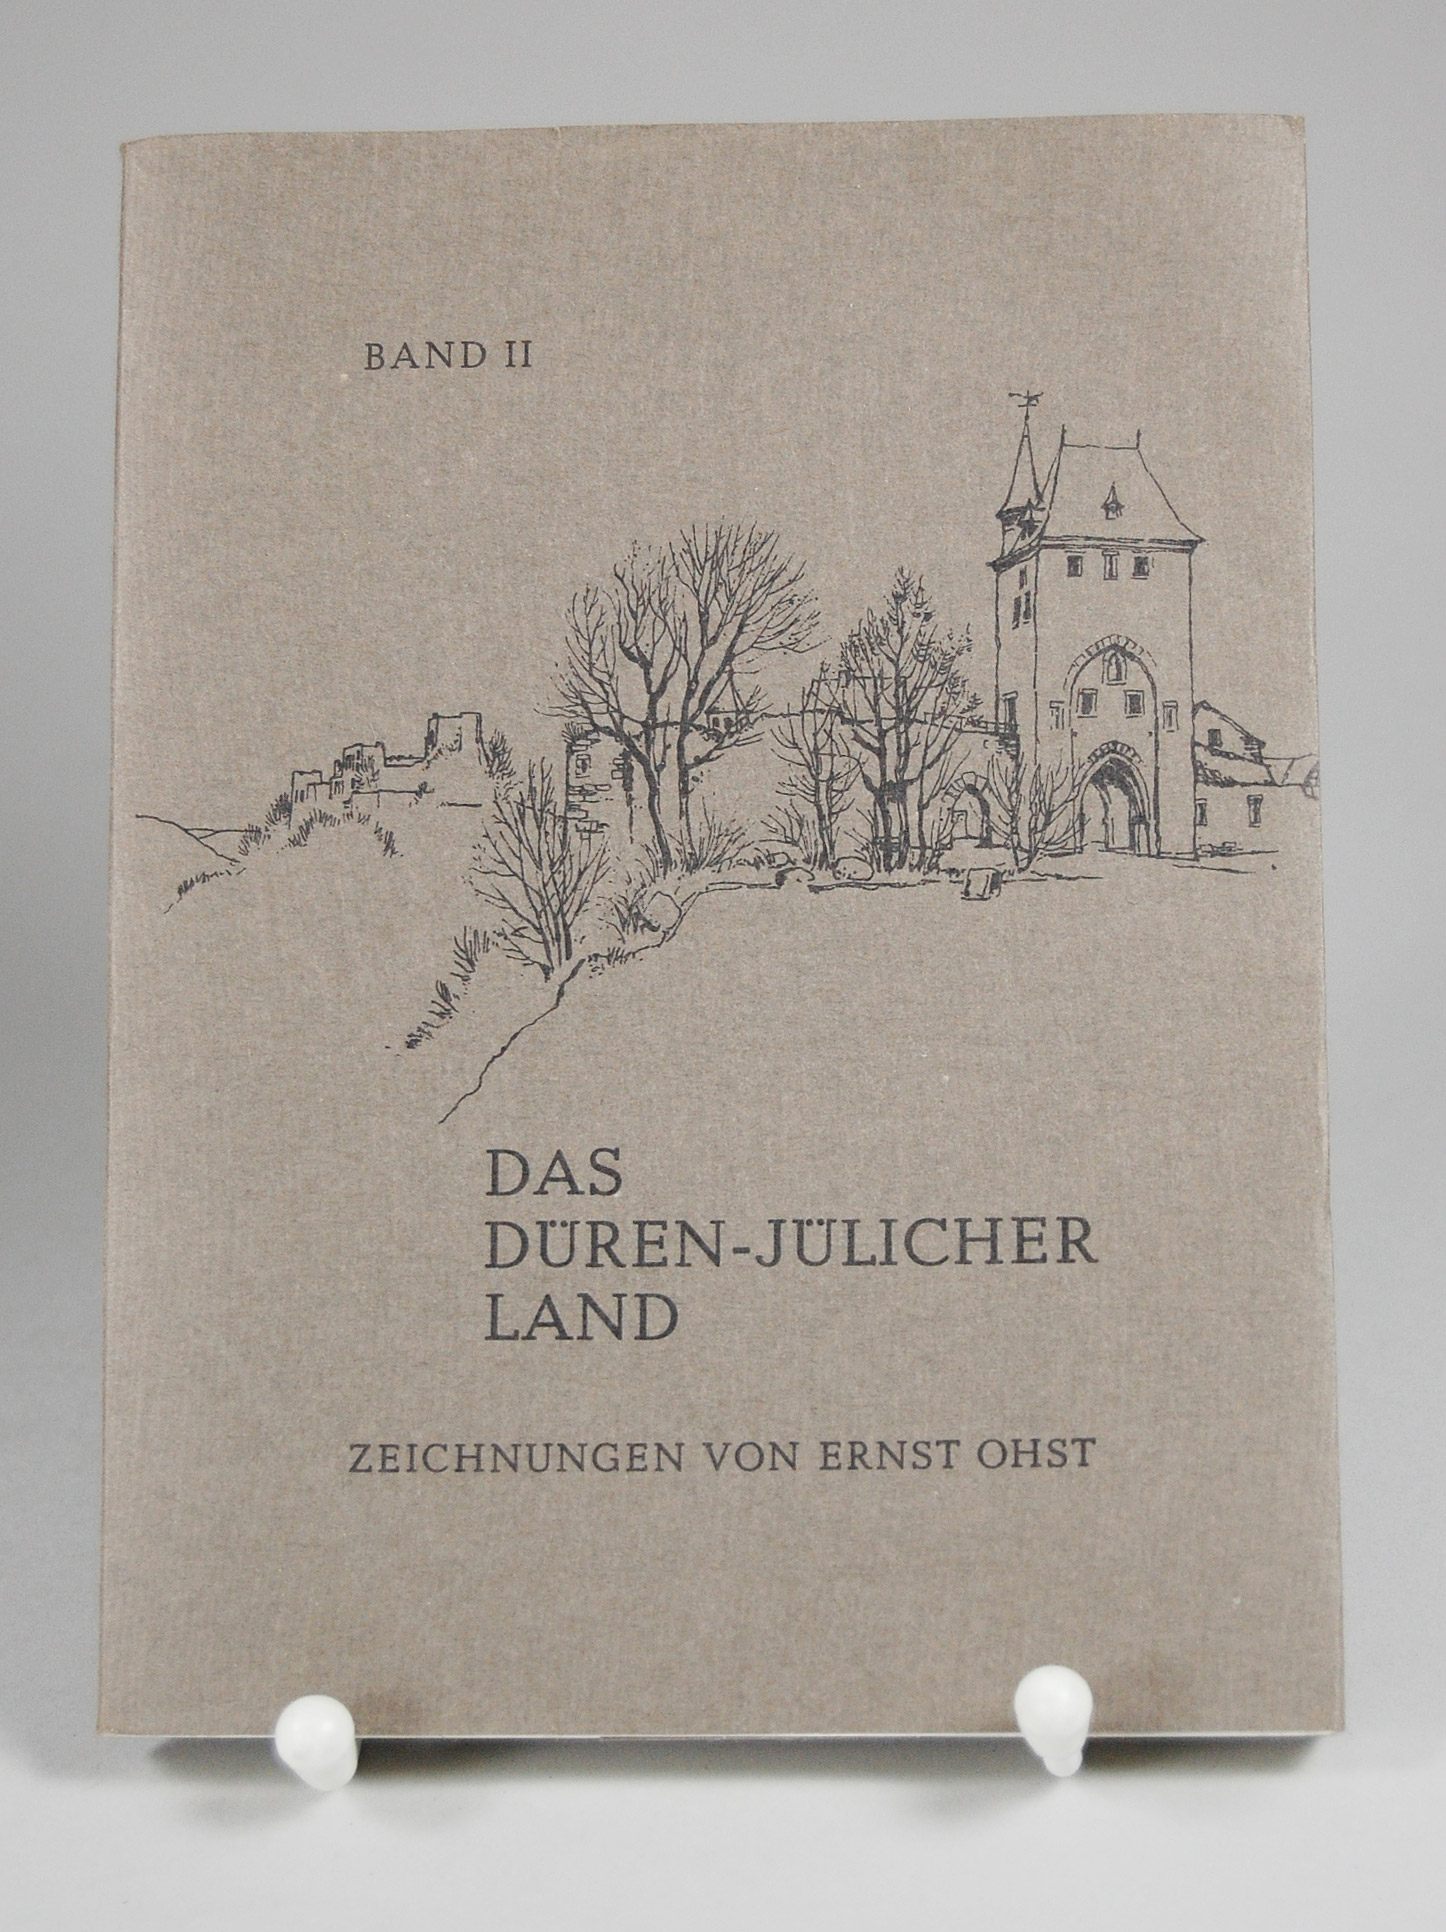 BAND II
DAS
DÜREN-JÜLICHER
LAND
ZEICHNUNGEN VON ERNST OHST